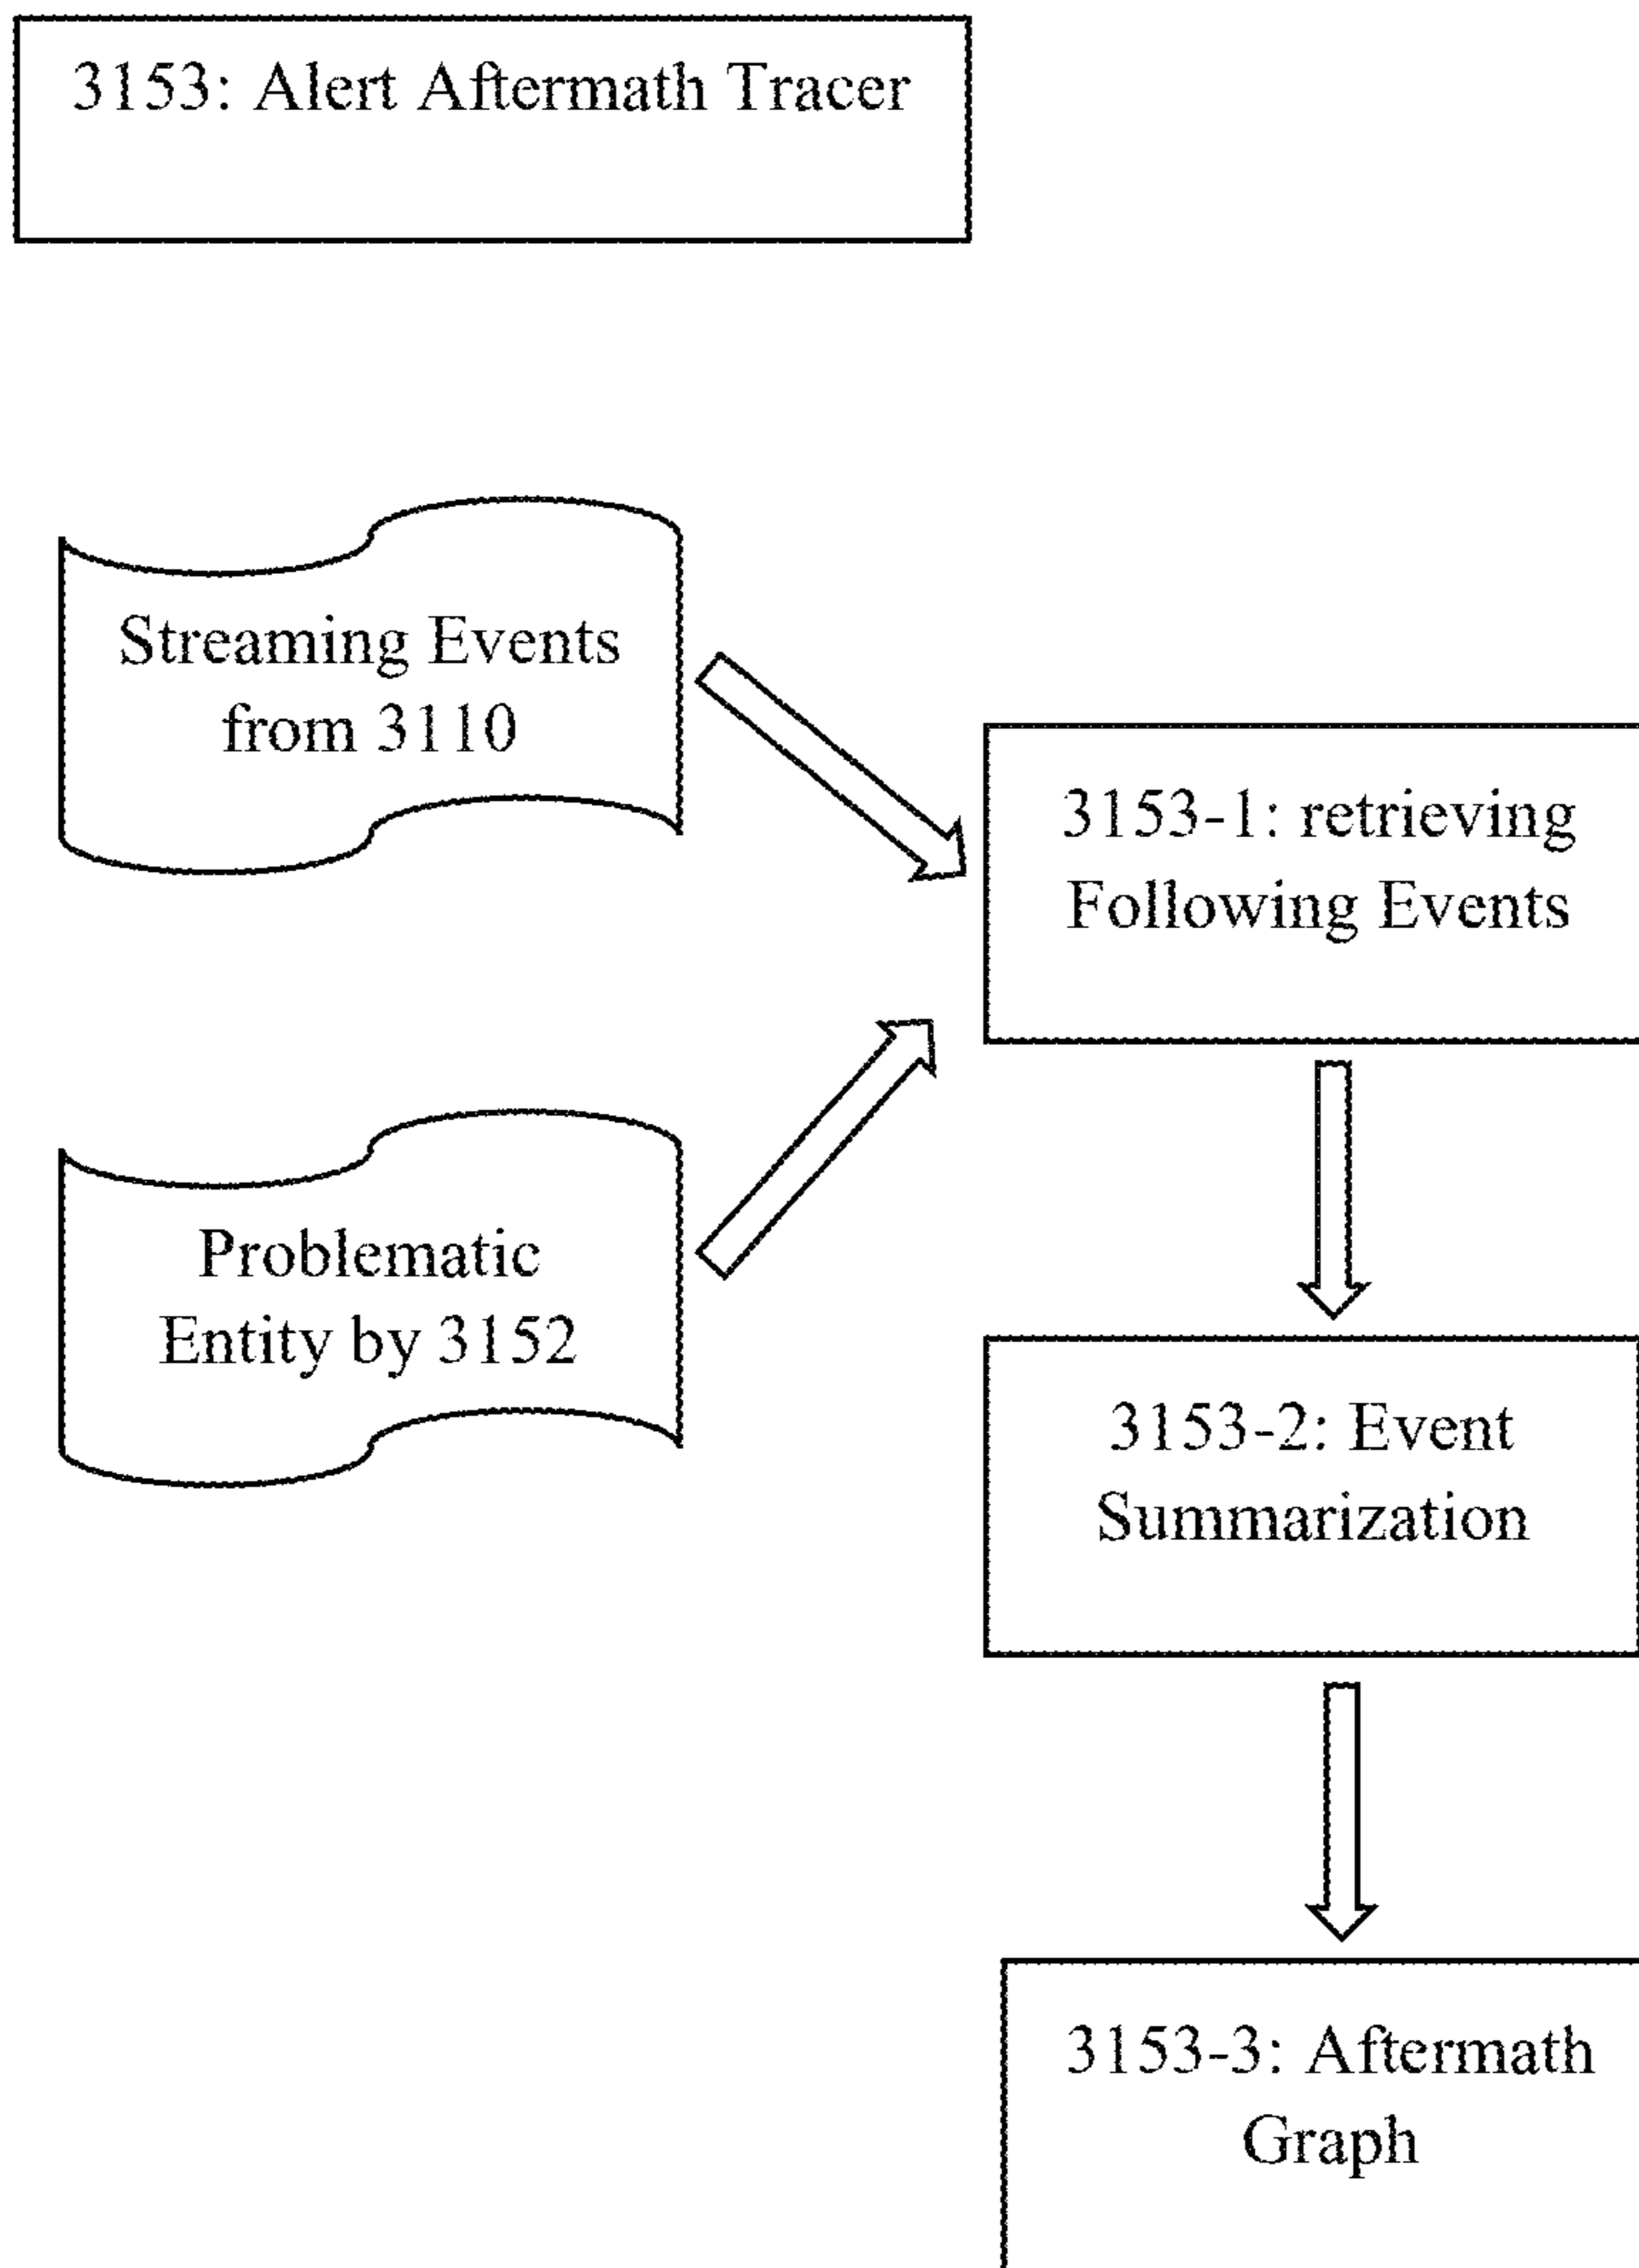 3153: Alert Aftermath Tracer
Streaming Events
from 3110
3153-1: retrieving
Following Events
Problematic
Entity by 3152
3153-2: Event
Summarization
3153-3: Aftermath
Graph